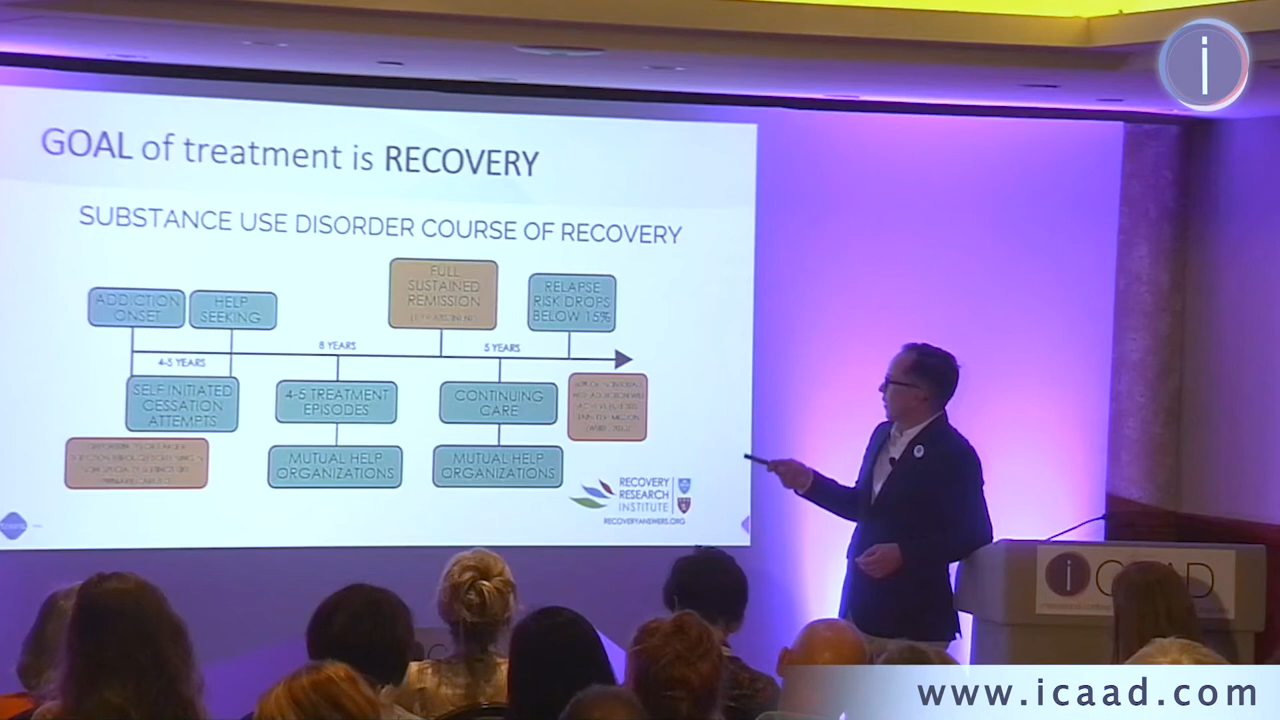 i
GOAL of treatment is RECOVERY
SUBSTANCE USE DISORDER COURSE OF RECOVERY
ADDICTION
ONSET
HELP
SEEKING
FULL
SUSTAINED
REMISSION
RELAPSE
RISK DROPS
BELOW 15%
4-5 YEARS
8 YEARS
5 YEARS
SELF INITIATED
CESSATION
ATTEMPTS
4-5 TREATMENT
EPISODES
CONTINUING
CARE
MUTUAL HELP
ORGANIZATIONS
MUTUAL HELP
ORGANIZATIONS
RECOVERY
RESEARCH
INSTITUTE
RECOVERYANSWERS.ORG
iCAAD
www.icaad.com